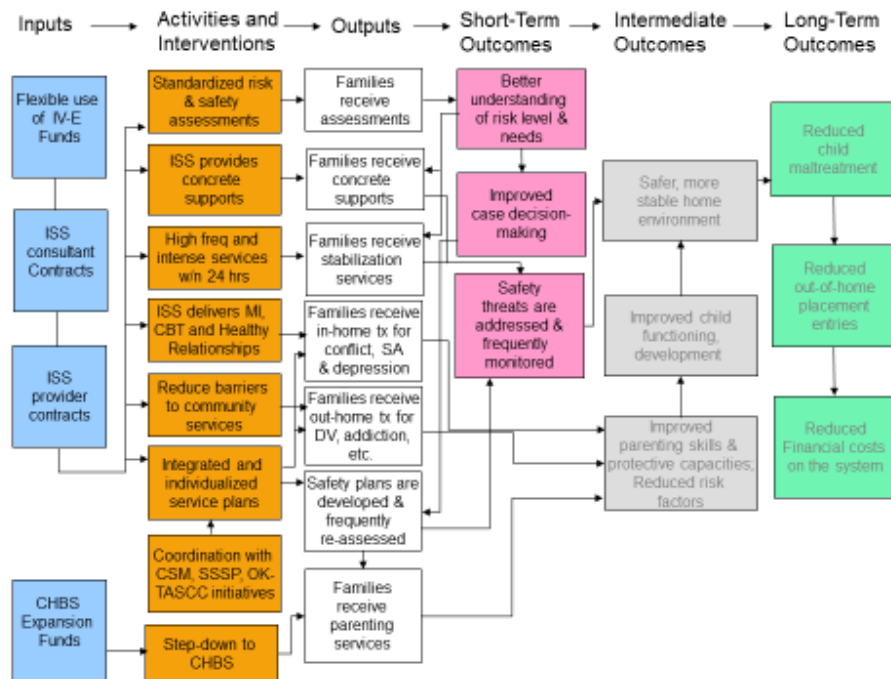 Inputs
Activities and
Interventions
Outputs
Short-Term
Outcomes
Intermediate
Outcomes
Long-Term
Outcomes
Flexible use
of IV-E
Funds
ISS
consultant
Contracts
ISS
provider
contracts
CHBS
Expansion
Funds
Standardized risk
& safety
assessments
ISS provides
concrete
supports
High freq and
intense services
w/n 24 hrs
ISS delivers MI,
CBT and Healthy
Relationships
Reduce barriers
to community
services
Integrated and
individualized
service plans
Coordination with
CSM, SSSP, OK-
TASCC initiatives
Step-down to
CHBS
Families
receive
assessments
Families receive
concrete
supports
Families receive
stabilization
services
Families receive
in-home tx for
conflict, SA
& depression
Families receive
out-home tx for
DV, addiction,
etc.
Safety plans are
developed &
frequently
re-assessed
Families
receive
parenting
services
Better
understanding
of risk level &
needs
Improved
case decision-
making
Safety
threats are
addressed &
frequently
monitored
Safer, more
stable home
environment
Improved child
functioning,
development
Improved
parenting skills &
protective capacities;
Reduced risk
factors
Reduced
child
maltreatment
Reduced
out-of-home
placement
entries
Reduced
Financial costs
on the system